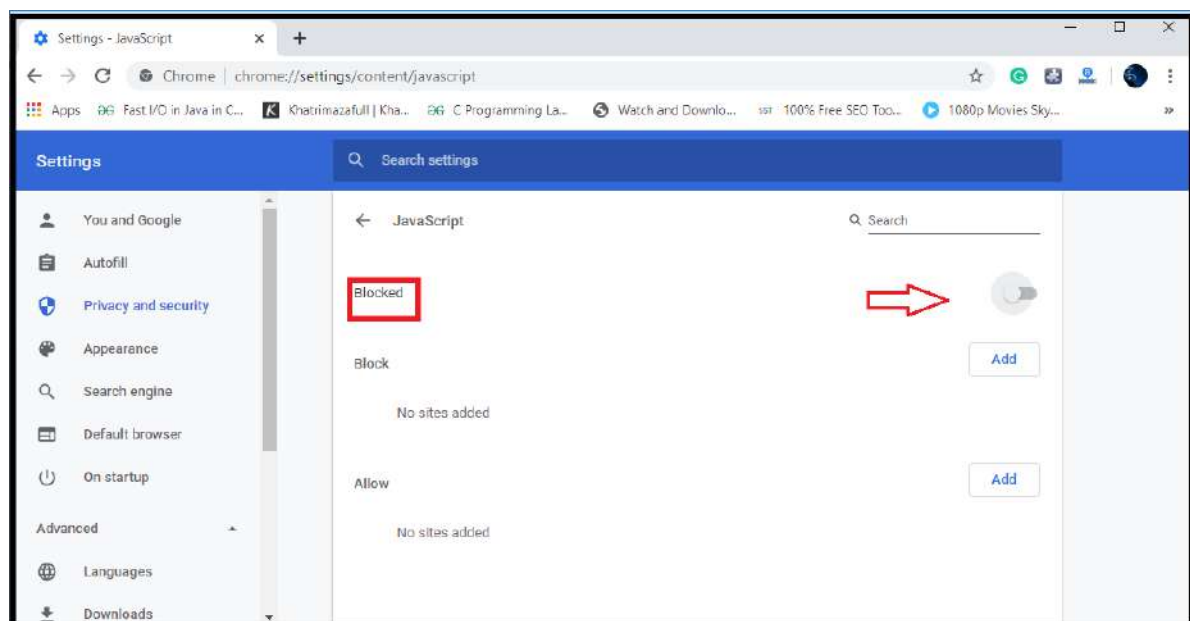 Settings - JavaScript
Chrome | chrome://settings/content/javascript
Apps GG Fast I/O in Java in C... K Khatrimazafull | Kha... GG C Programming La... Watch and Downlo... SST 100% Free SEO Too... 1080p Movies Sky... »
Settings
Search settings
You and Google
JavaScript
Search
Autofill
Blocked
Privacy and security
Appearance
Block
Add
Search engine
No sites added
Default browser
On startup
Allow
Add
Advanced
No sites added
Languages
Downloads